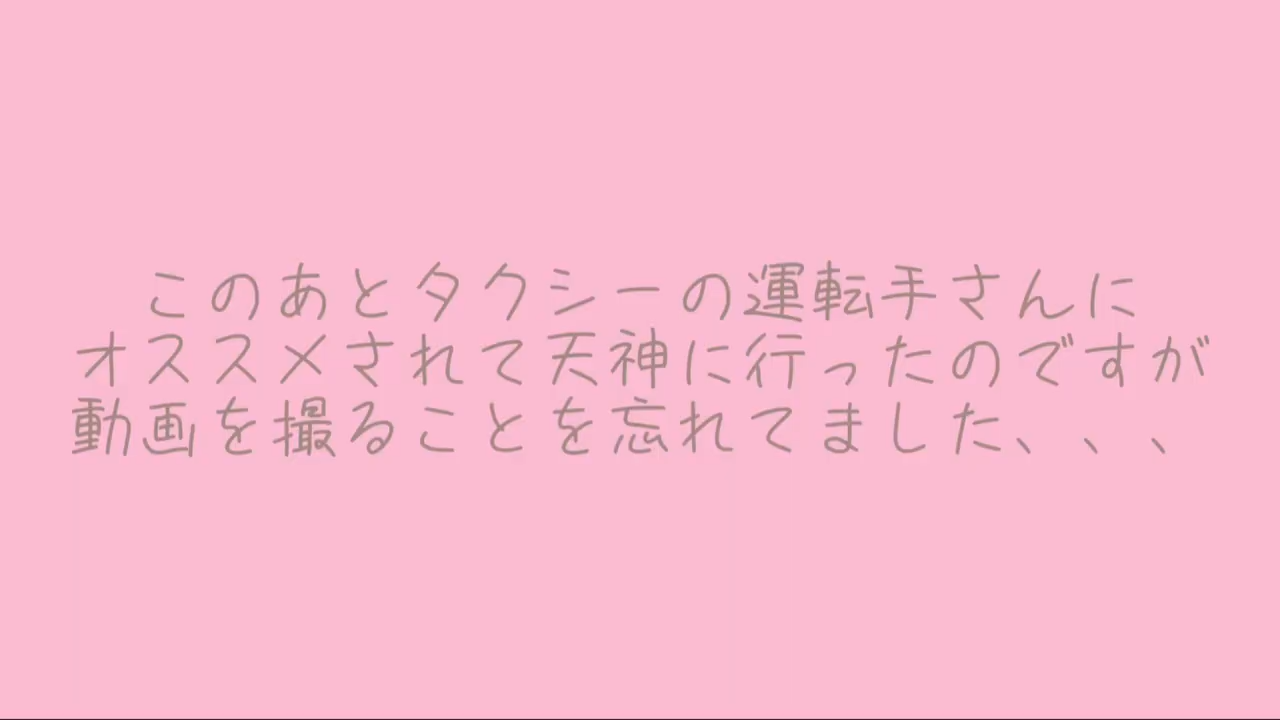 このあとタクシーの運転手さんに
オススメされて天神に行ったのですが
動画を撮ることを忘れてました、、、